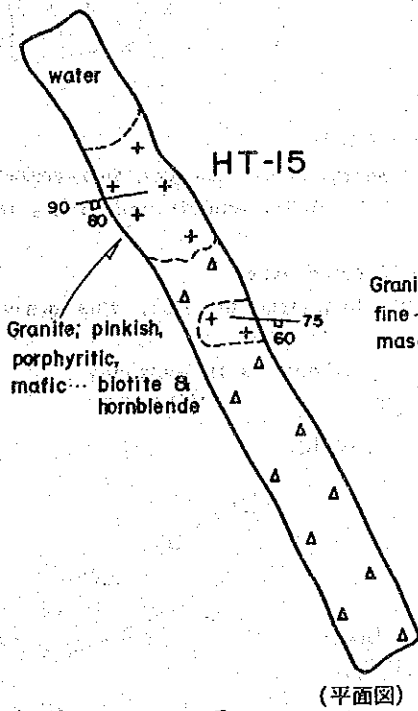 water
HT-15
90
80
Granite; pinkish,
porphyritic,
mafic… biotite &
hornblende
75
60
Grani
fine-
mas
(平面図)